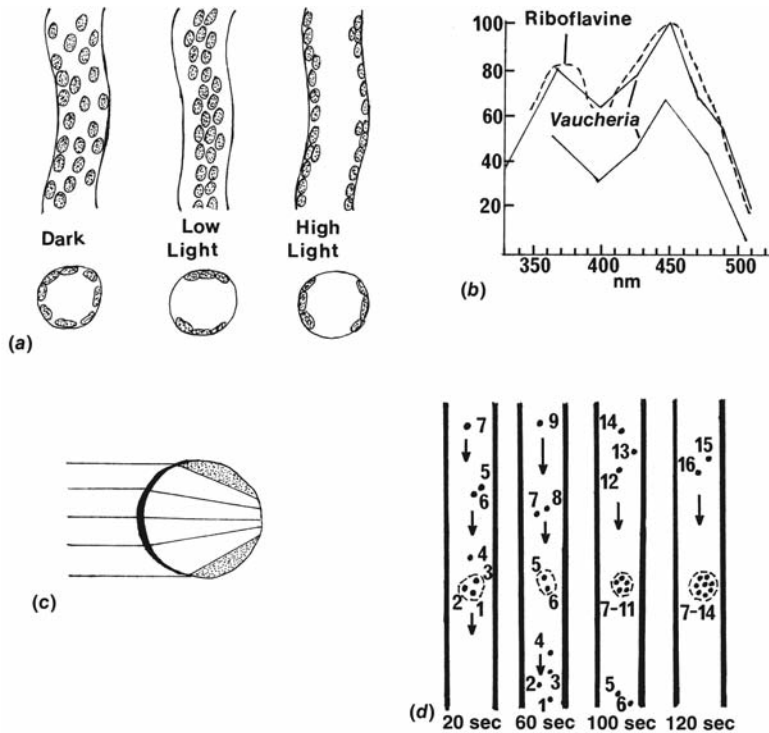 Dark
Low
Light
High
Light
(a)
100
80
60
40
20
Riboflavine
Vaucheria
350 400 450 500
nm
(b)
(c)
7
5
6
4
3
2
1
20 sec
9
7 8
5
6
4
2 3
1
60 sec
14
13
12
7-11
5
6
100 sec
15
16
7-14
120 sec
(d)